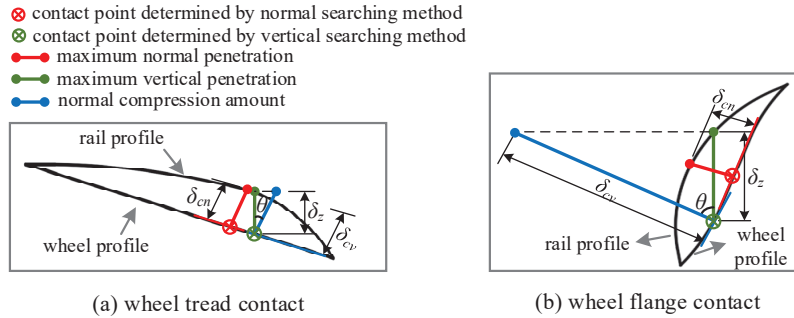 contact point determined by normal searching method
contact point determined by vertical searching method
maximum normal penetration
maximum vertical penetration
normal compression amount
rail profile
δcn
θ
δz
δcv
wheel profile
(a) wheel tread contact
δcn
δz
δcv
θ
rail profile
wheel
profile
(b) wheel flange contact